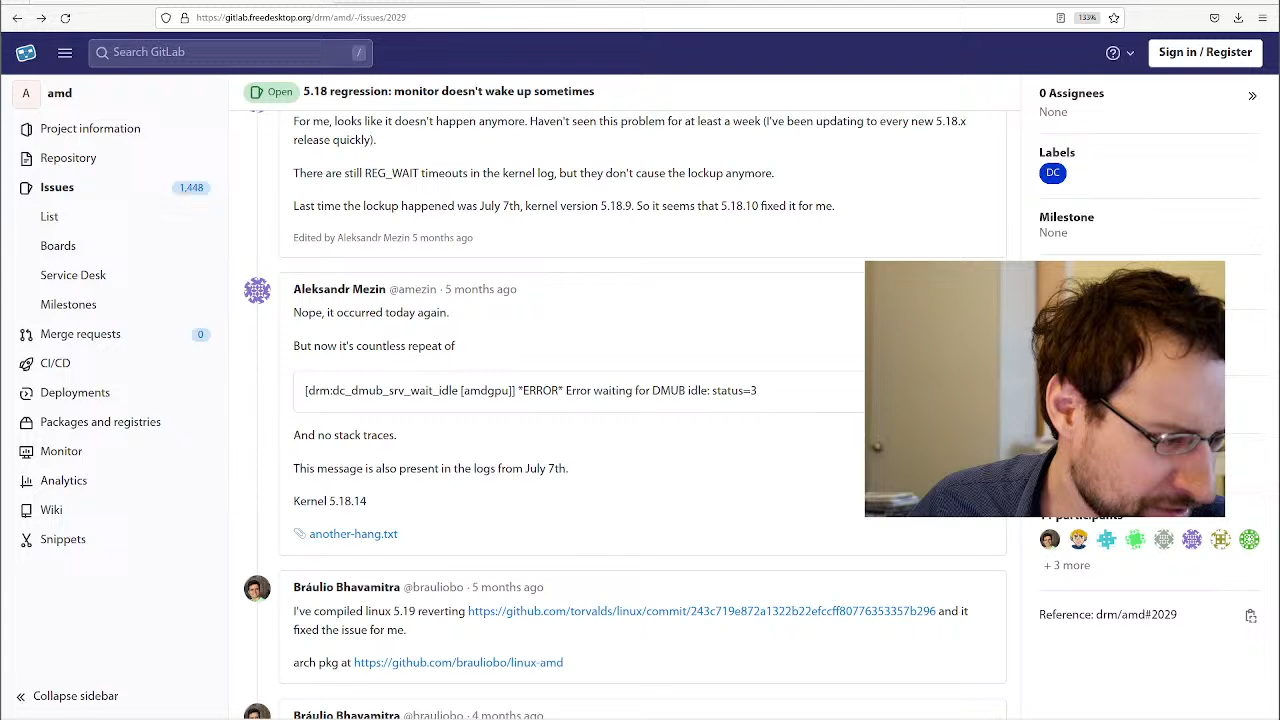 https://gitlab.freedesktop.org/drm/amd/-/issues/2029
133%
Search GitLab
/
Sign in / Register
A
amd
Project information
Repository
Issues
1,448
List
Boards
Service Desk
Milestones
Merge requests
0
CI/CD
Deployments
Packages and registries
Monitor
Analytics
Wiki
Snippets
Collapse sidebar
Open
5.18 regression: monitor doesn't wake up sometimes
For me, looks like it doesn't happen anymore. Haven't seen this problem for at least a week (I've been updating to every new 5.18.x
release quickly).
There are still REG_WAIT timeouts in the kernel log, but they don't cause the lockup anymore.
Last time the lockup happened was July 7th, kernel version 5.18.9. So it seems that 5.18.10 fixed it for me.
Edited by Aleksandr Mezin 5 months ago
Aleksandr Mezin @amezin · 5 months ago
Nope, it occurred today again.
But now it's countless repeat of
[drm:dc_dmub_srv_wait_idle [amdgpu]] *ERROR* Error waiting for DMUB idle: status=3
And no stack traces.
This message is also present in the logs from July 7th.
Kernel 5.18.14
another-hang.txt
Bráulio Bhavamitra @brauliobo · 5 months ago
I've compiled linux 5.19 reverting https://github.com/torvalds/linux/commit/243c719e872a1322b22efccff80776353357b296 and it
fixed the issue for me.
arch pkg at https://github.com/brauliobo/linux-amd
Bráulio Bhavamitra @brauliobo · 4 months ago
0 Assignees
None
Labels
DC
Milestone
None
participants
+ 3 more
Reference: drm/amd#2029